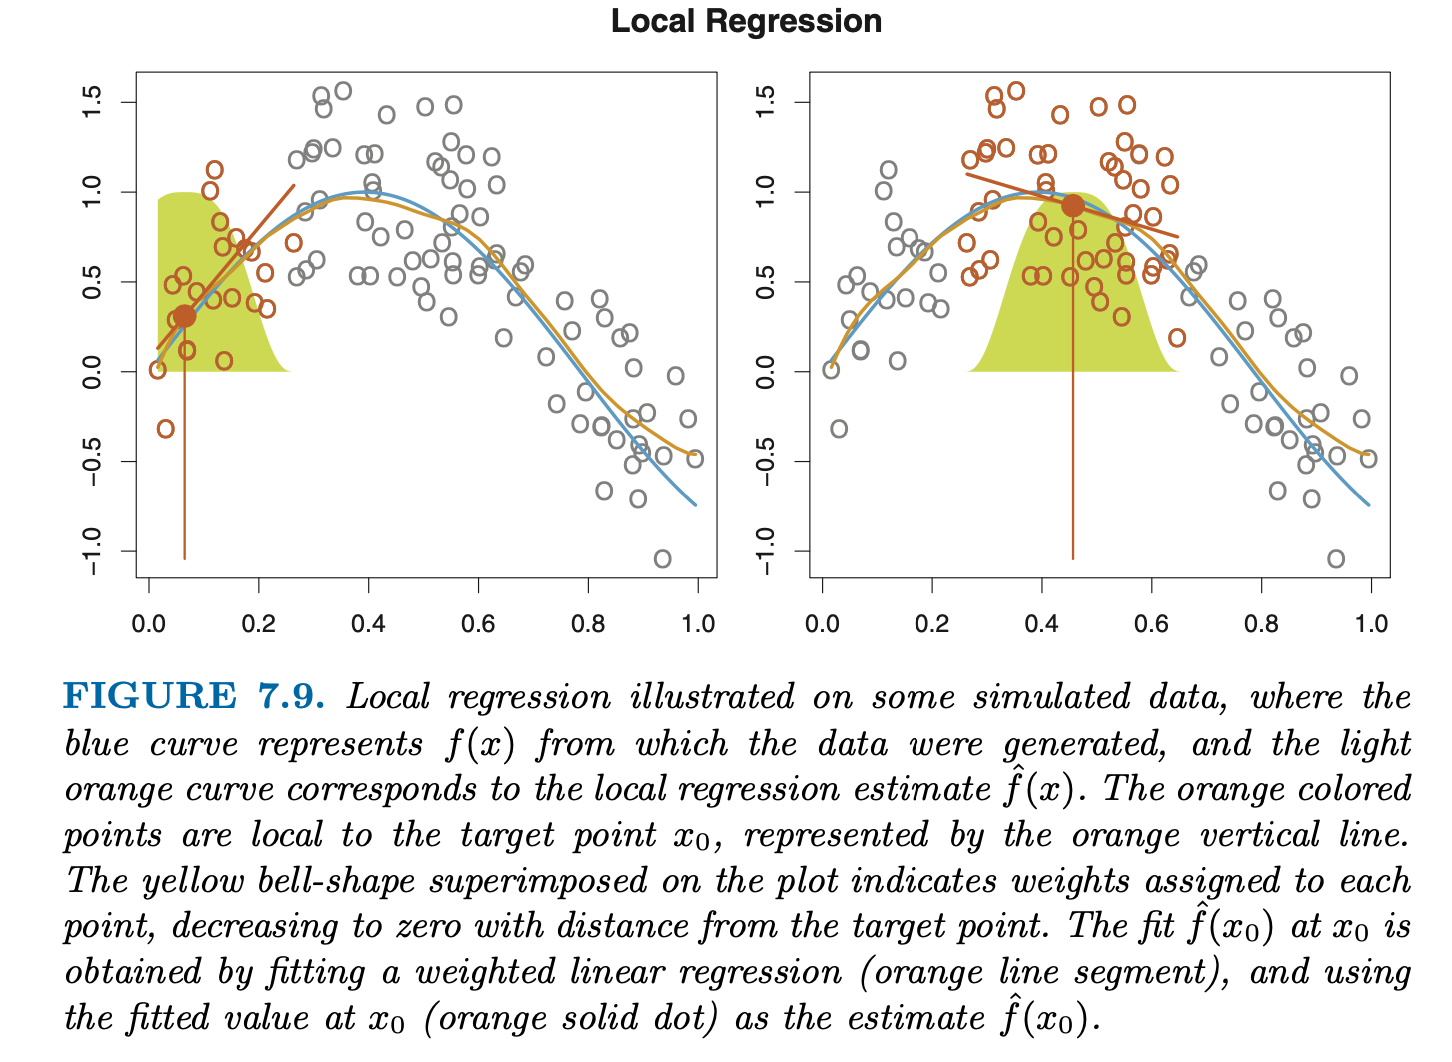 Local Regression
1.5
1.0
0.5
0.0
−0.5
−1.0
0.0 0.2 0.4 0.6 0.8 1.0
1.5
1.0
0.5
0.0
−0.5
−1.0
0.0 0.2 0.4 0.6 0.8 1.0
FIGURE 7.9. Local regression illustrated on some simulated data, where the
blue curve represents f(x) from which the data were generated, and the light
orange curve corresponds to the local regression estimate f̂(x). The orange colored
points are local to the target point x₀, represented by the orange vertical line.
The yellow bell-shape superimposed on the plot indicates weights assigned to each
point, decreasing to zero with distance from the target point. The fit f̂(x₀) at x₀ is
obtained by fitting a weighted linear regression (orange line segment), and using
the fitted value at x₀ (orange solid dot) as the estimate f̂(x₀).